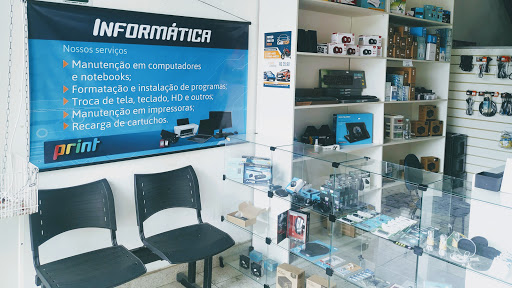 INFORMÁTICA
Nossos serviços
Manutenção em computadores
e notebooks;
Formatação e instalação de programas;
Troca de tela, teclado, HD e outros;
Manutenção em impressoras;
Recarga de cartuchos.
print